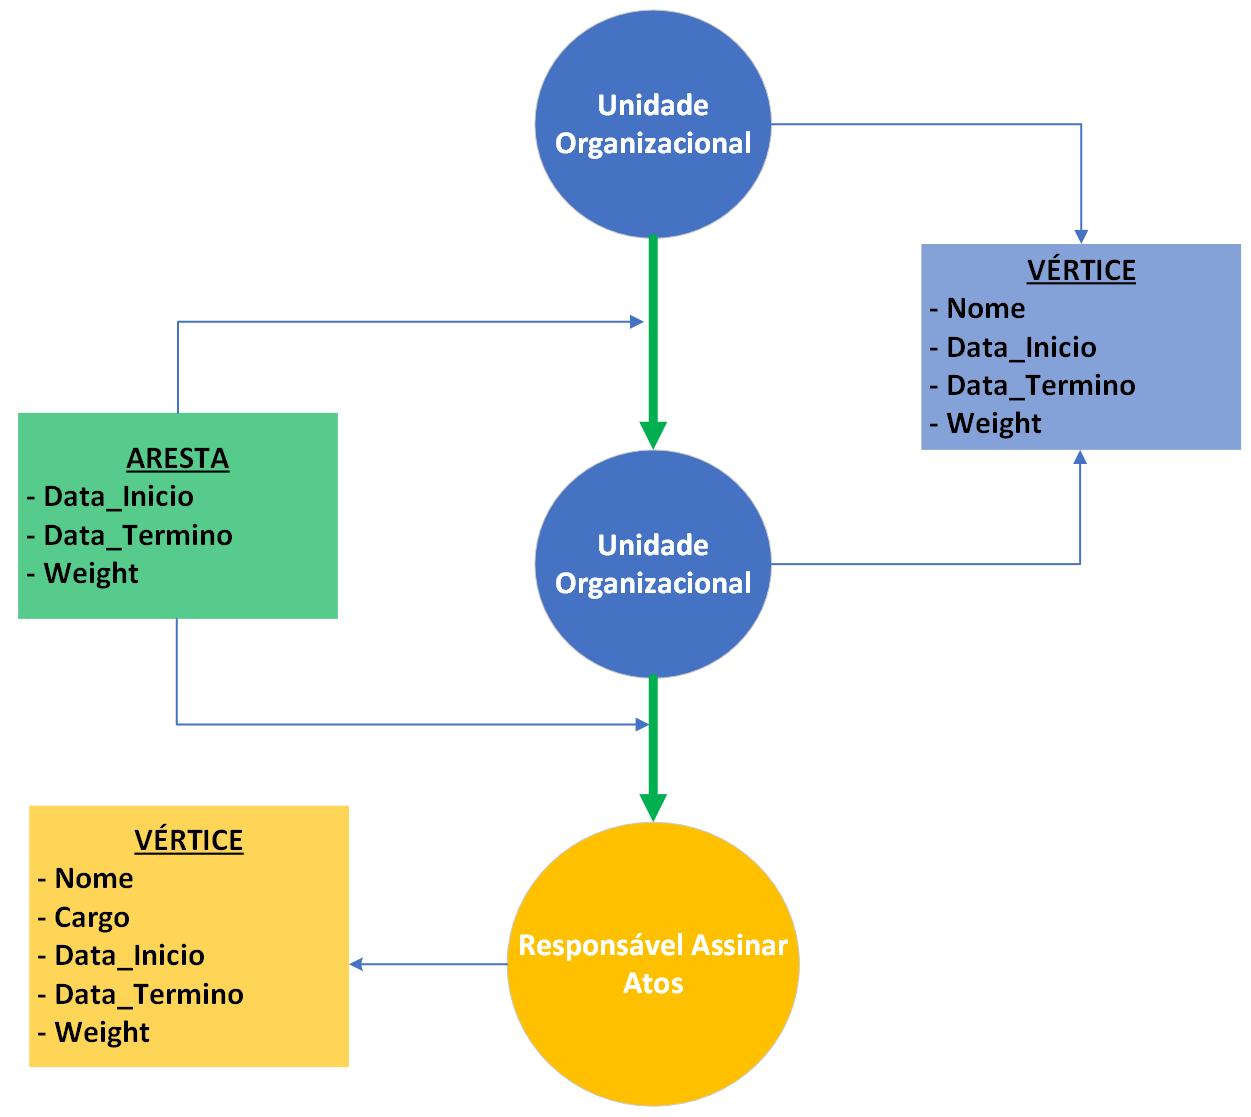 Unidade
Organizacional
VÉRTICE
- Nome
- Data_Inicio
- Data_Termino
- Weight
ARESTA
- Data_Inicio
- Data_Termino
- Weight
Unidade
Organizacional
VÉRTICE
- Nome
- Cargo
- Data_Inicio
- Data_Termino
- Weight
Responsável Assinar
Atos